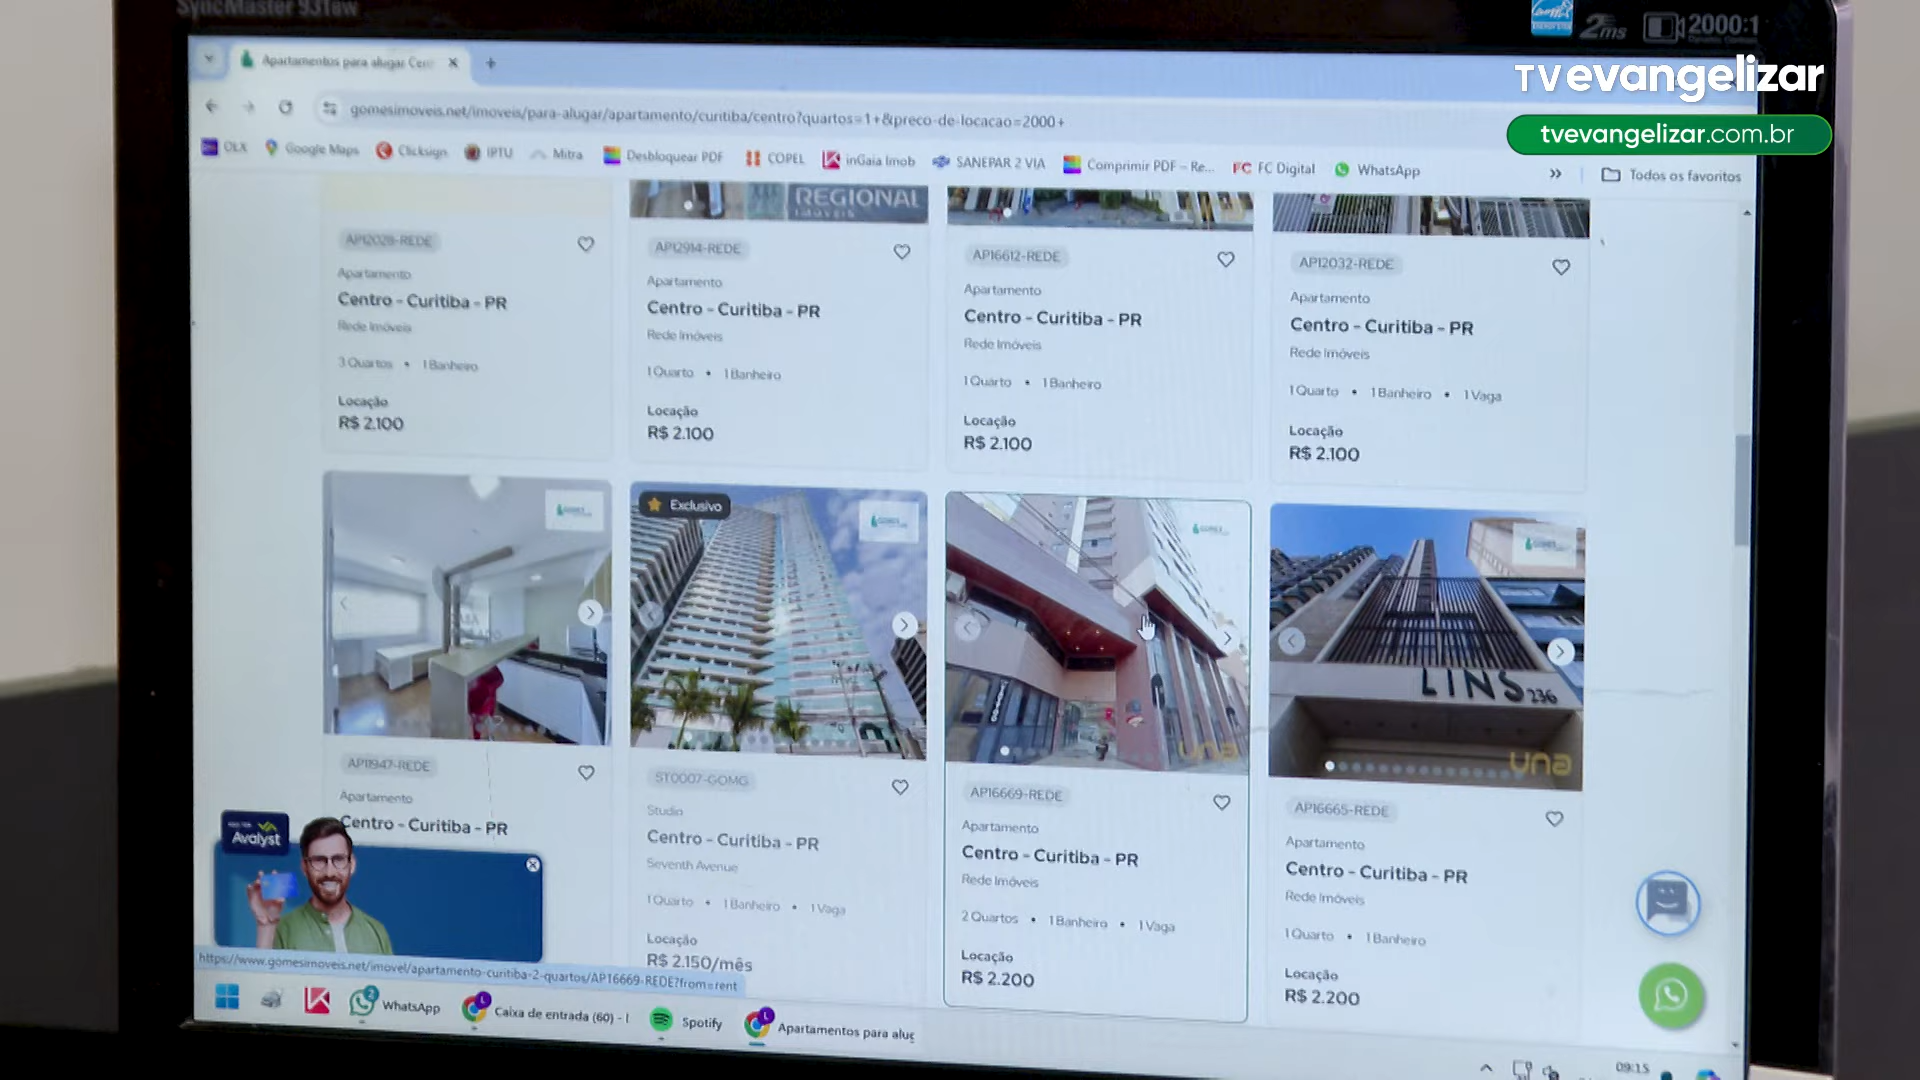 SyncMaster 931BW
2ms
2000:1
TVevangelizar
tvevangelizar.com.br
Apartamentos para alugar Cen
gomesimoveis.net/imoveis/para-alugar/apartamento/curitiba/centro?quartos=1+&preco-de-locacao=2000+
OLX Google Maps Clicksign IPTU Mitra Desbloquear PDF COPEL inGaia Imob SANEPAR 2 VIA Comprimir PDF – Re... FC Digital WhatsApp » Todos os favoritos
REGIONAL
AP12028-REDE
Apartamento
Centro - Curitiba - PR
Rede Imóveis
3 Quartos • 1 Banheiro
Locação
R$ 2.100
AP12914-REDE
Apartamento
Centro - Curitiba - PR
Rede Imóveis
1 Quarto • 1 Banheiro
Locação
R$ 2.100
AP16612-REDE
Apartamento
Centro - Curitiba - PR
Rede Imóveis
1 Quarto • 1 Banheiro
Locação
R$ 2.100
AP12032-REDE
Apartamento
Centro - Curitiba - PR
Rede Imóveis
1 Quarto • 1 Banheiro • 1 Vaga
Locação
R$ 2.100
Exclusivo
LINS 236
una
una
AP11947-REDE
Apartamento
Centro - Curitiba - PR
Avalyst
ST0007-GOMG
Studio
Centro - Curitiba - PR
Seventh Avenue
1 Quarto • 1 Banheiro • 1 Vaga
Locação
R$ 2.150/mês
AP16669-REDE
Apartamento
Centro - Curitiba - PR
Rede Imóveis
2 Quartos • 1 Banheiro • 1 Vaga
Locação
R$ 2.200
AP16665-REDE
Apartamento
Centro - Curitiba - PR
Rede Imóveis
1 Quarto • 1 Banheiro
Locação
R$ 2.200
https://www.gomesimoveis.net/imovel/apartamento-curitiba-2-quartos/AP16669-REDE?from=rent
2 WhatsApp L Caixa de entrada (60) - l Spotify L Apartamentos para alug
09:15